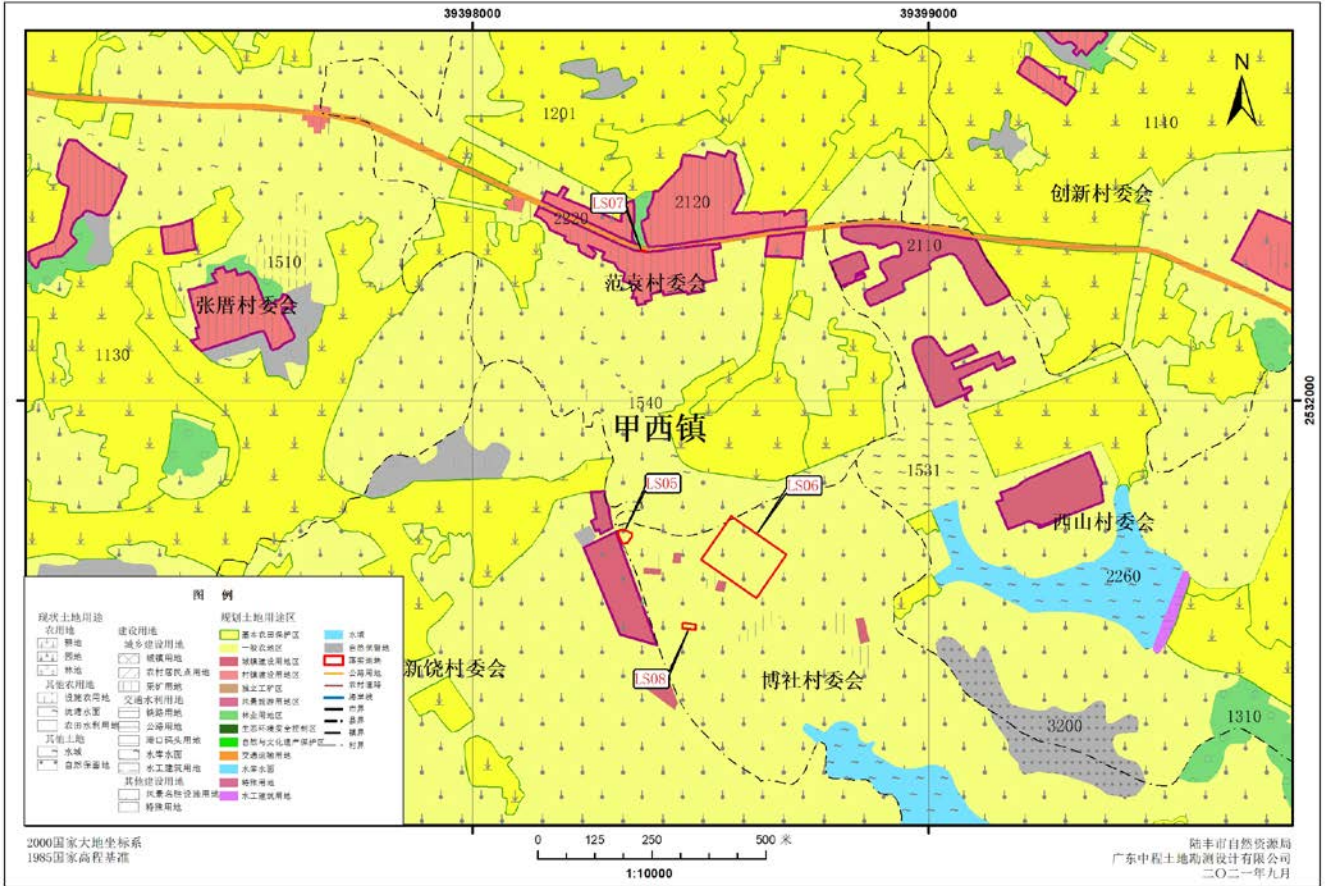 39398000
39399000
N
1201
1140
创新村委会
LS07
2120
2220
2110
1510
范袁村委会
张厝村委会
1130
2532000
1540
甲西镇
1531
LS05
LS06
西山村委会
2260
图 例
现状土地用途
规划土地用途区
农用地
建设用地
基本农田保护区
水域
城乡建设用地
一般农地区
自然保留地
园地
城镇用地
城镇建设用地区
林地
农村居民点用地
村镇建设用地区
公路用地
其他农用地
采矿用地
独立工矿区
农村道路
设施农用地
交通水利用地
风景旅游用地区
海岸线
坑塘水面
铁路用地
林业用地区
市界
农田水利用地
公路用地
生态环境安全控制区
县界
其他土地
港口码头用地
自然与文化遗产保护区
镇界
水域
水库水面
交通运输用地
村界
自然保留地
水工建筑用地
水库水面
其他建设用地
特殊用地
风景名胜设施用地
水工建筑用地
特殊用地
新饶村委会
LS08
博社村委会
3200
1310
2000国家大地坐标系
1985国家高程基准
0 125 250 500 米
1:10000
陆丰市自然资源局
广东中程土地勘测设计有限公司
二〇二一年九月